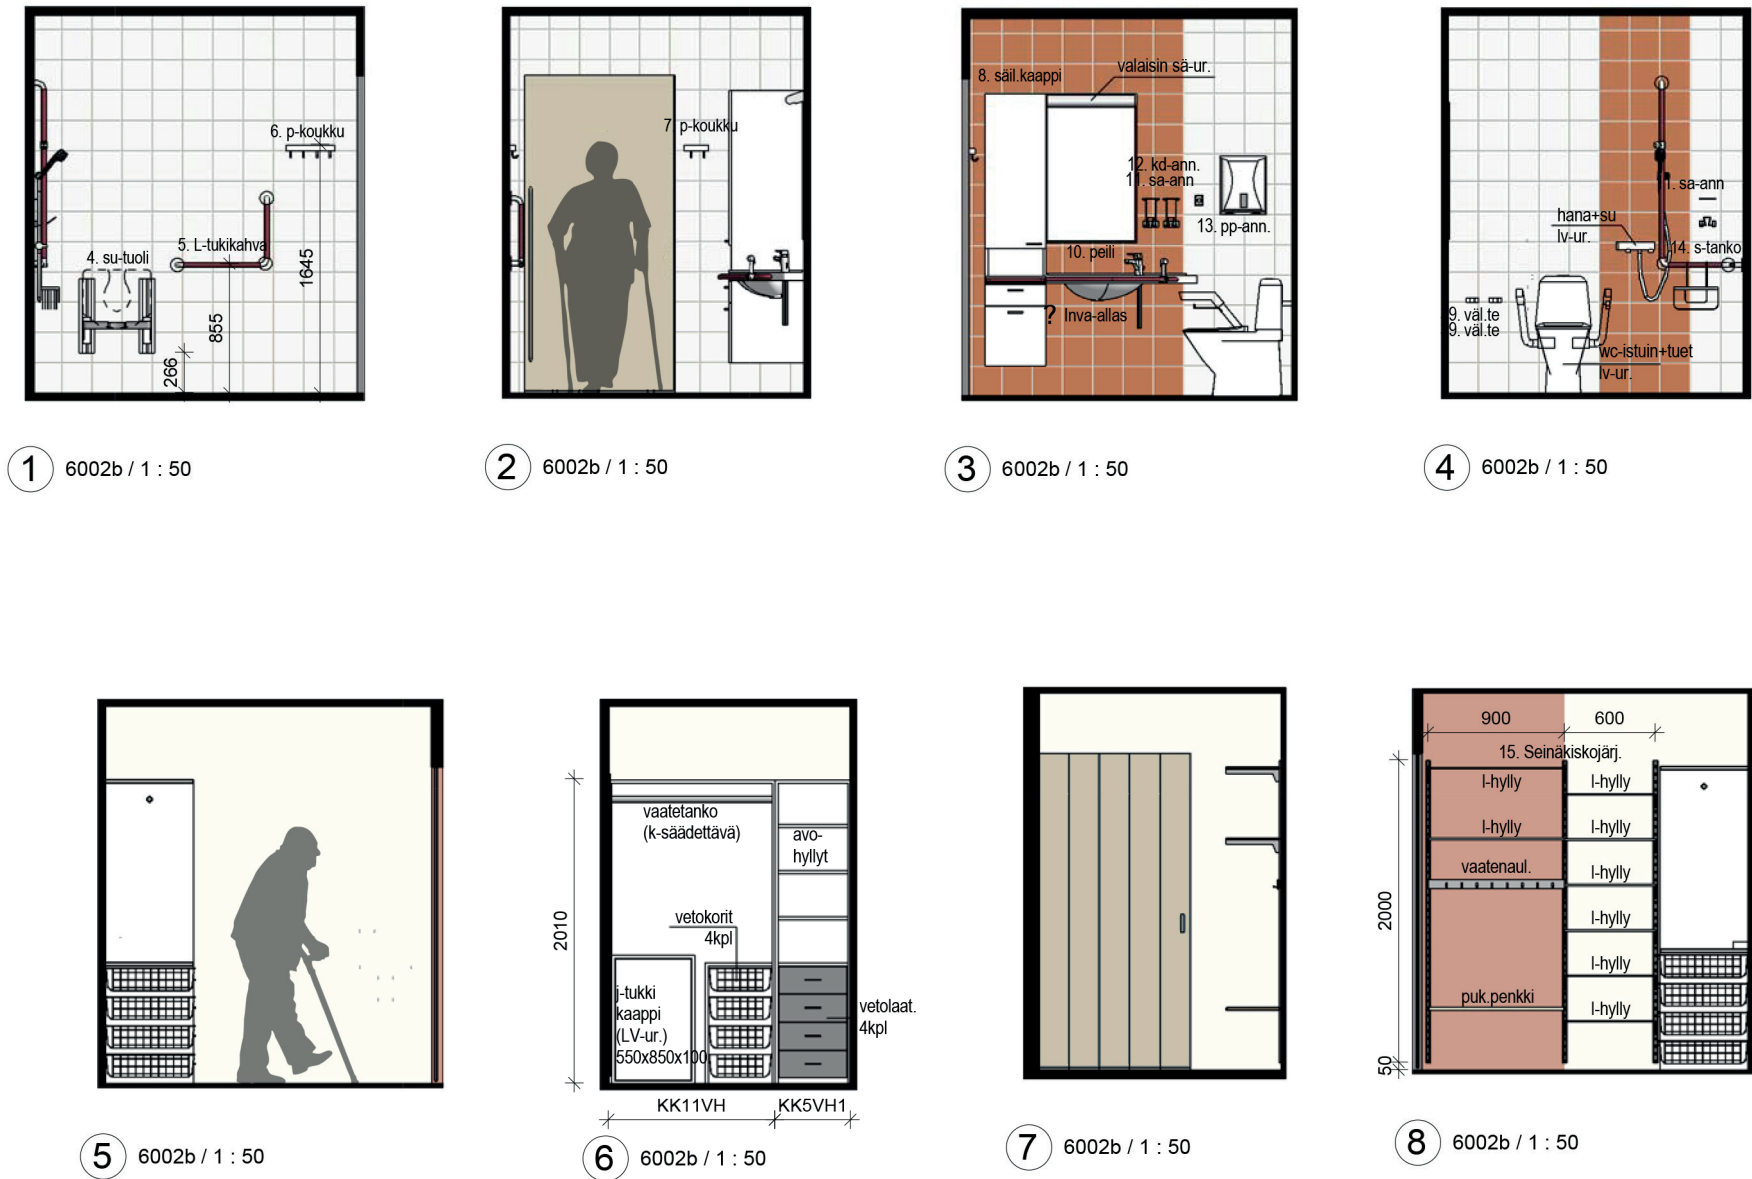 6. p-koukku
4. su-tuoli
5. L-tukikahva
266
855
1645
1
6002b / 1 : 50
7. p-koukku
2
6002b / 1 : 50
8. säil.kaappi
valaisin sä-ur.
12. kd-ann.
11. sa-ann
13. pp-ann.
10. peili
? Inva-allas
3
6002b / 1 : 50
1. sa-ann
hana+su
lv-ur.
14. s-tanko
9. väl.te
9. väl.te
wc-istuin+tuet
lv-ur.
4
6002b / 1 : 50
5
6002b / 1 : 50
2010
vaatetanko
(k-säädettävä)
avo-
hyllyt
vetokorit
4kpl
j-tukki
kaappi
(LV-ur.)
550x850x100
vetolaat.
4kpl
KK11VH
KK5VH1
6
6002b / 1 : 50
7
6002b / 1 : 50
900
600
15. Seinäkiskojärj.
l-hylly
l-hylly
l-hylly
l-hylly
vaatenaul.
l-hylly
l-hylly
l-hylly
puk.penkki
l-hylly
2000
50
8
6002b / 1 : 50